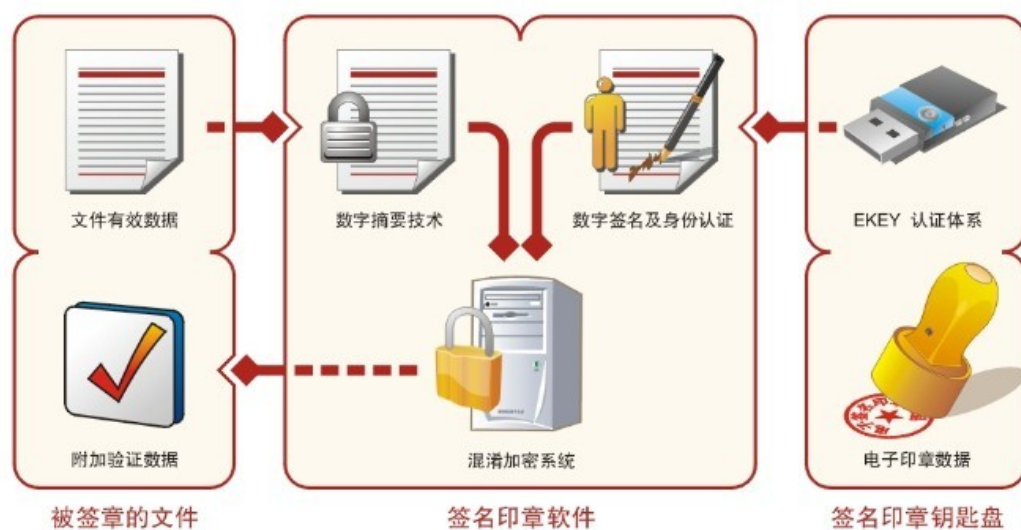 文件有效数据
数字摘要技术
数字签名及身份认证
EKEY 认证体系
附加验证数据
混淆加密系统
电子印章数据
被签章的文件
签名印章软件
签名印章钥匙盘